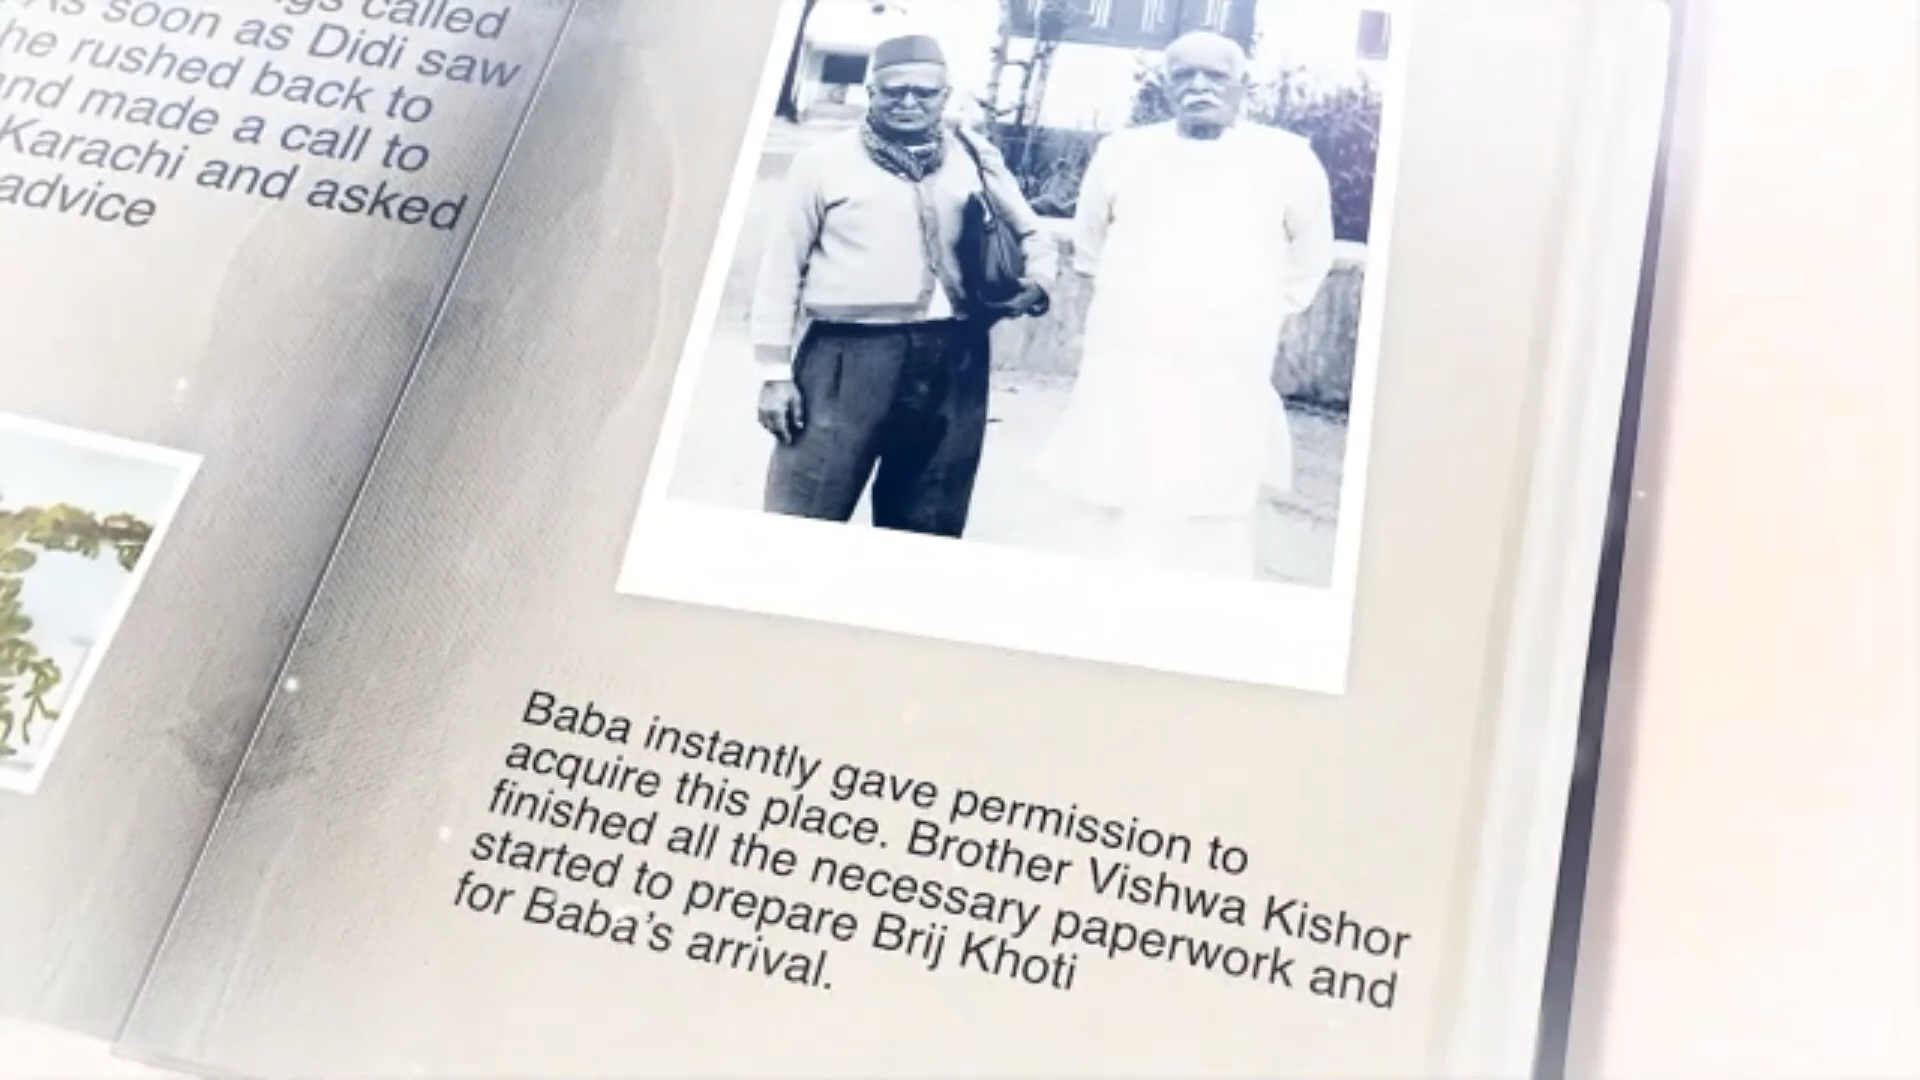 As soon as Didi saw
he rushed back to
and made a call to
Karachi and asked
advice
Baba instantly gave permission to
acquire this place. Brother Vishwa Kishor
finished all the necessary paperwork and
started to prepare Brij Khoti
for Baba's arrival.